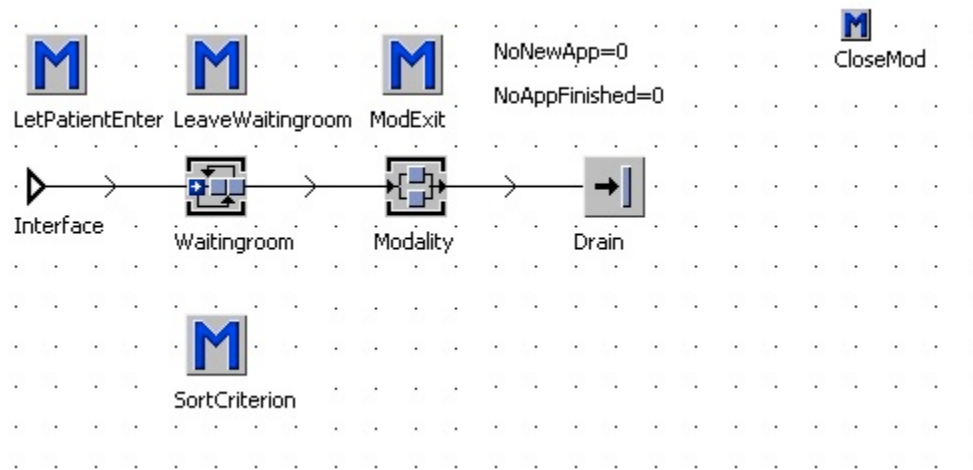 M
M
M
NoNewApp=0
M
CloseMod
NoAppFinished=0
LetPatientEnter
LeaveWaitingroom
ModExit
Interface
Waitingroom
Modality
Drain
M
SortCriterion